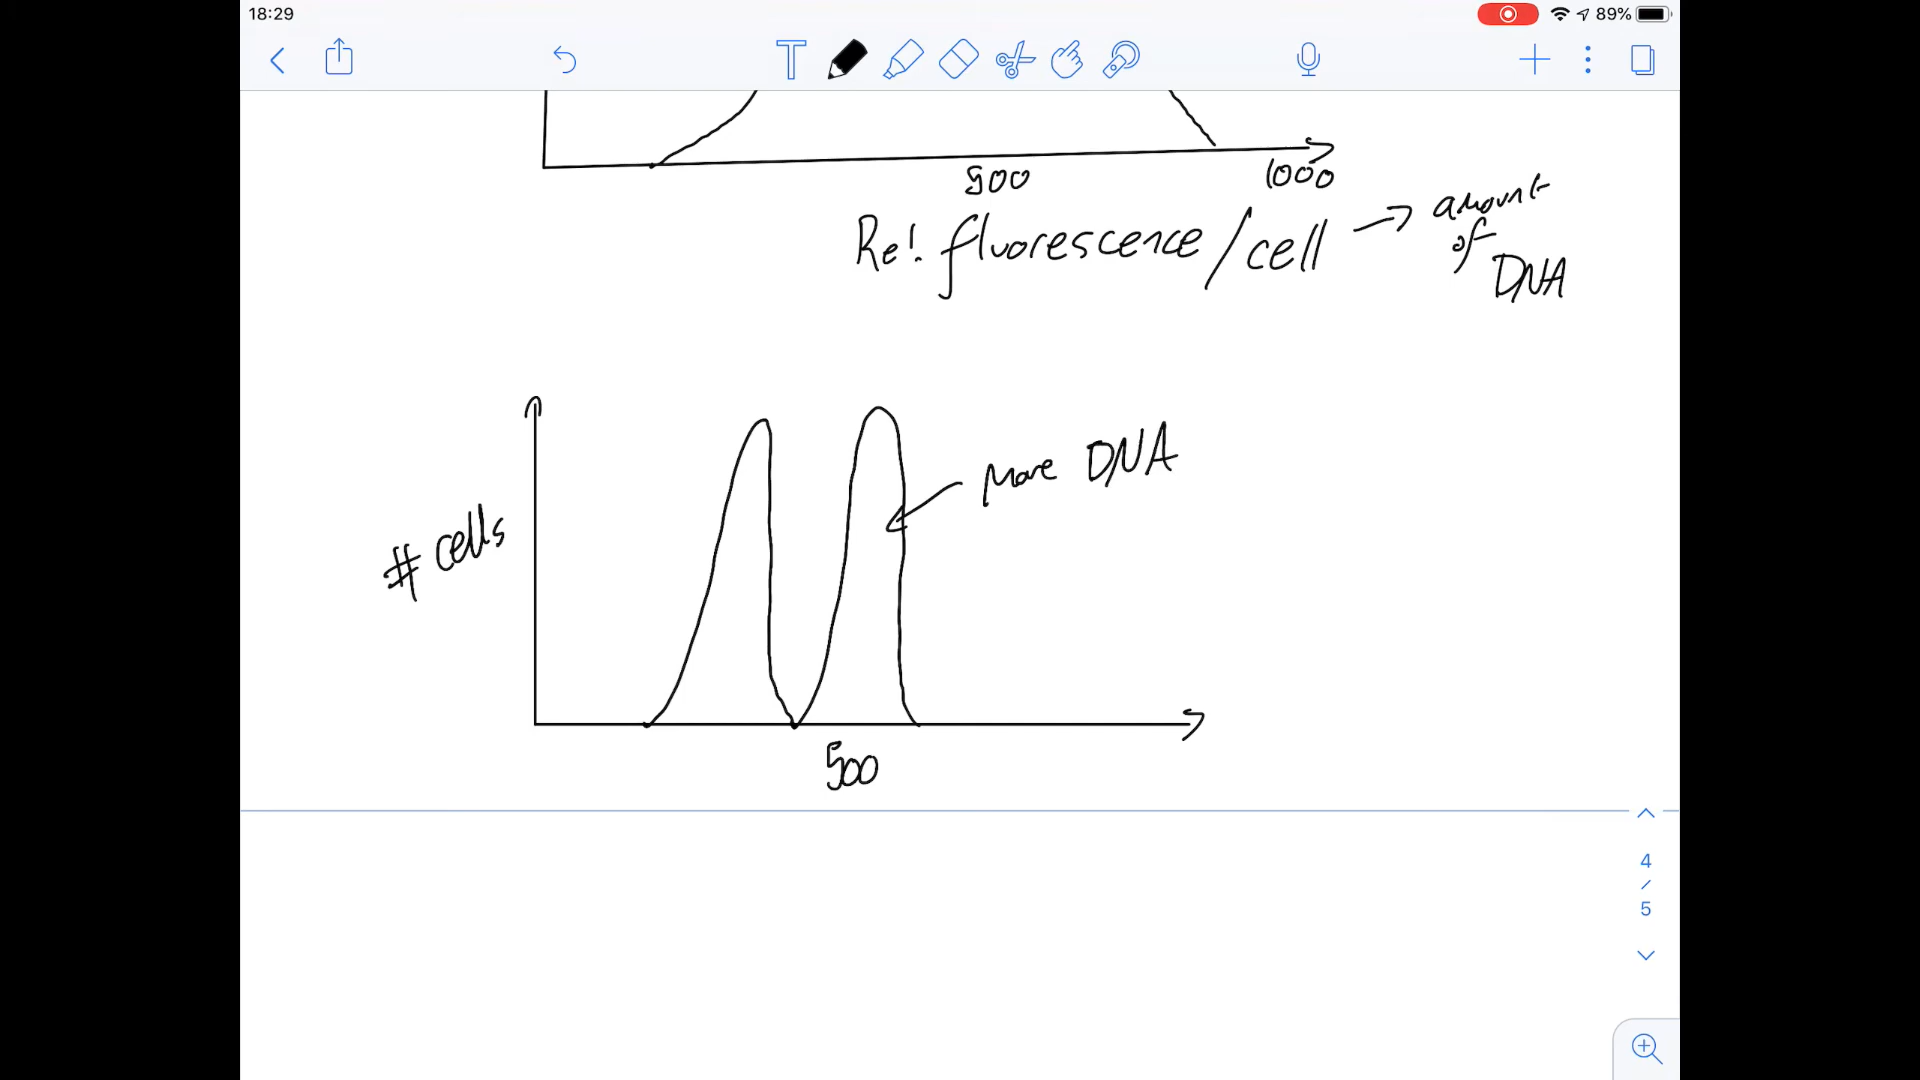 18:29
89%
T
500
1000
Rel. fluorescence/cell → amount
of
DNA
More DNA
# cells
500
4
/
5